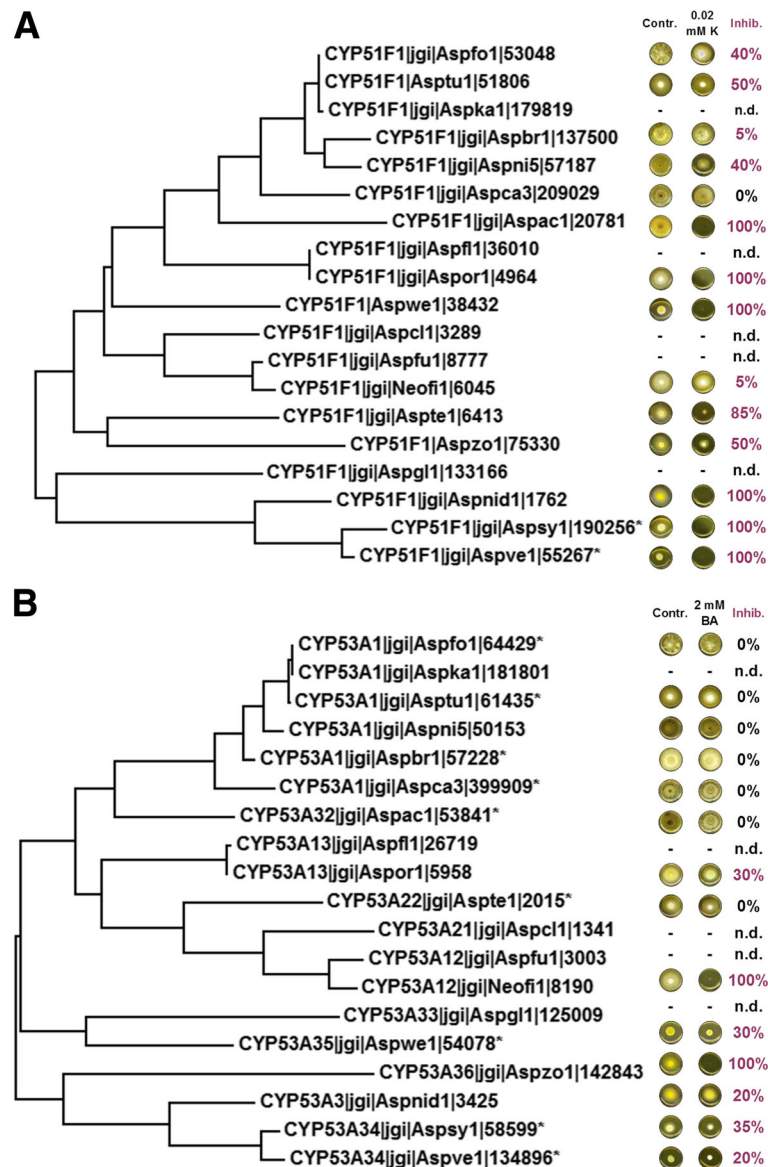 A
Contr. 0.02 mM K Inhib.
CYP51F1|jgi|Aspfo1|53048 40%
CYP51F1|jgi|Asptu1|51806 50%
CYP51F1|jgi|Aspka1|179819 - - n.d.
CYP51F1|jgi|Aspbr1|137500 5%
CYP51F1|jgi|Aspni5|57187 40%
CYP51F1|jgi|Aspca3|209029 0%
CYP51F1|jgi|Aspac1|20781 100%
CYP51F1|jgi|Aspfl1|36010 - - n.d.
CYP51F1|jgi|Aspor1|4964 100%
CYP51F1|Aspwe1|38432 100%
CYP51F1|jgi|Aspcl1|3289 - - n.d.
CYP51F1|jgi|Aspfu1|8777 - - n.d.
CYP51F1|jgi|Neofi1|6045 5%
CYP51F1|jgi|Aspte1|6413 85%
CYP51F1|Aspzo1|75330 50%
CYP51F1|jgi|Aspgl1|133166 - - n.d.
CYP51F1|jgi|Aspnid1|1762 100%
CYP51F1|jgi|Aspsy1|190256* 100%
CYP51F1|jgi|Aspve1|55267* 100%
B
Contr. 2 mM BA Inhib.
CYP53A1|jgi|Aspfo1|64429* 0%
CYP53A1|jgi|Aspka1|181801 - - n.d.
CYP53A1|jgi|Asptu1|61435* 0%
CYP53A1|jgi|Aspni5|50153 0%
CYP53A1|jgi|Aspbr1|57228* 0%
CYP53A1|jgi|Aspca3|399909* 0%
CYP53A32|jgi|Aspac1|53841* 0%
CYP53A13|jgi|Aspfl1|26719 - - n.d.
CYP53A13|jgi|Aspor1|5958 30%
CYP53A22|jgi|Aspte1|2015* 0%
CYP53A21|jgi|Aspcl1|1341 - - n.d.
CYP53A12|jgi|Aspfu1|3003 - - n.d.
CYP53A12|jgi|Neofi1|8190 100%
CYP53A33|jgi|Aspgl1|125009 - - n.d.
CYP53A35|jgi|Aspwe1|54078* 30%
CYP53A36|jgi|Aspzo1|142843 100%
CYP53A3|jgi|Aspnid1|3425 20%
CYP53A34|jgi|Aspsy1|58599* 35%
CYP53A34|jgi|Aspve1|134896* 20%